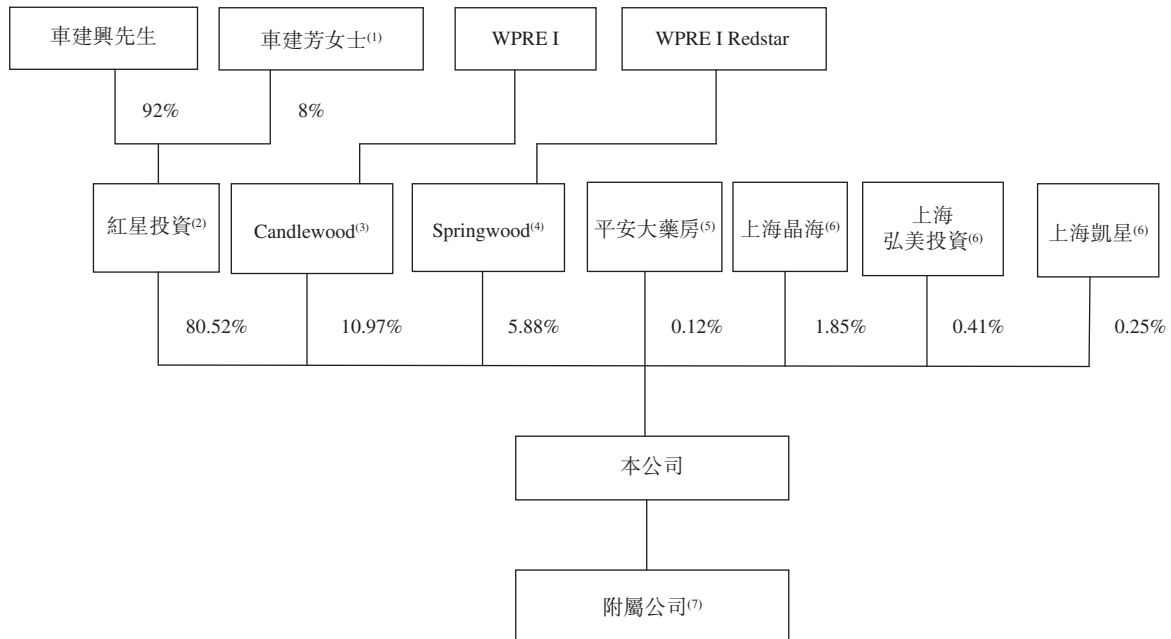 車建興先生
車建芳女士(1)
WPRE I
WPRE I Redstar
92%
8%
紅星投資(2)
Candlewood(3)
Springwood(4)
平安大藥房(5)
上海晶海(6)
上海
弘美投資(6)
上海凱星(6)
80.52%
10.97%
5.88%
0.12%
1.85%
0.41%
0.25%
本公司
附屬公司(7)